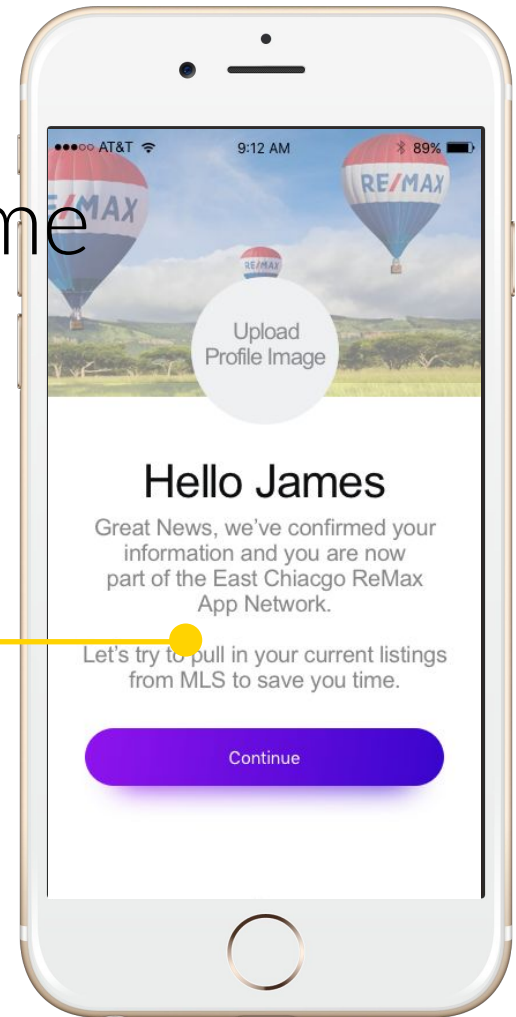 AT&T 9:12 AM 89%
RE/MAX
RE/MAX
RE/MAX
me
Upload
Profile Image
Hello James
Great News, we've confirmed your
information and you are now
part of the East Chiacgo ReMax
App Network.
Let's try to pull in your current listings
from MLS to save you time.
Continue